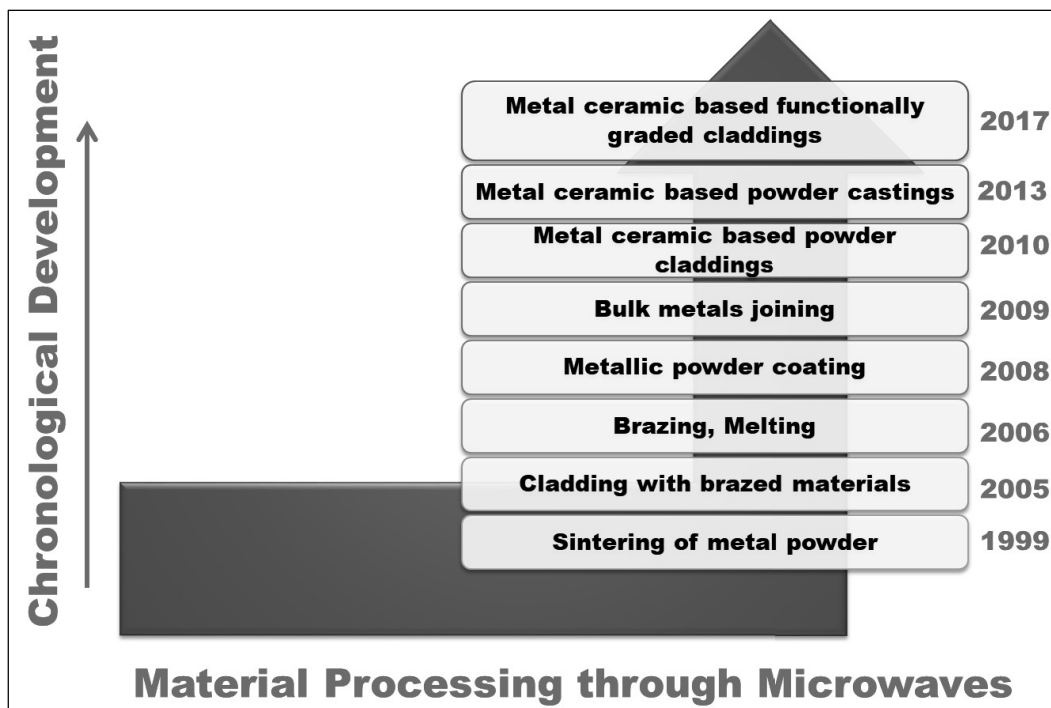 Chronological Development
Metal ceramic based functionally
graded claddings
2017
Metal ceramic based powder castings
2013
Metal ceramic based powder
claddings
2010
Bulk metals joining
2009
Metallic powder coating
2008
Brazing, Melting
2006
Cladding with brazed materials
2005
Sintering of metal powder
1999
Material Processing through Microwaves